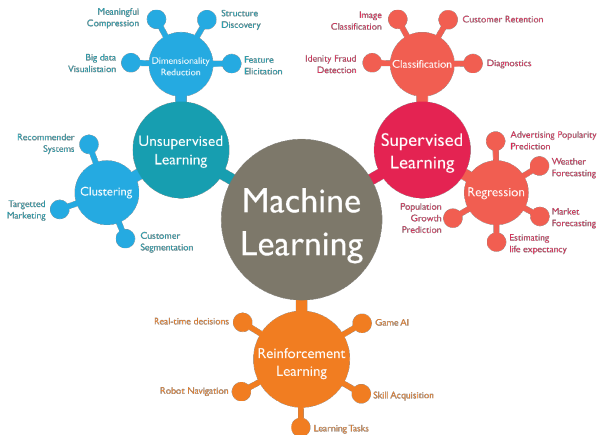 Meaningful
Compression
Structure
Discovery
Big data
Visualistaion
Dimensionality
Reduction
Feature
Elicitation
Unsupervised
Learning
Recommender
Systems
Clustering
Targetted
Marketing
Customer
Segmentation
Machine
Learning
Image
Classification
Customer Retention
Idenity Fraud
Detection
Classification
Diagnostics
Supervised
Learning
Advertising Popularity
Prediction
Weather
Forecasting
Regression
Population
Growth
Prediction
Market
Forecasting
Estimating
life expectancy
Real-time decisions
Game AI
Reinforcement
Learning
Robot Navigation
Skill Acquisition
Learning Tasks